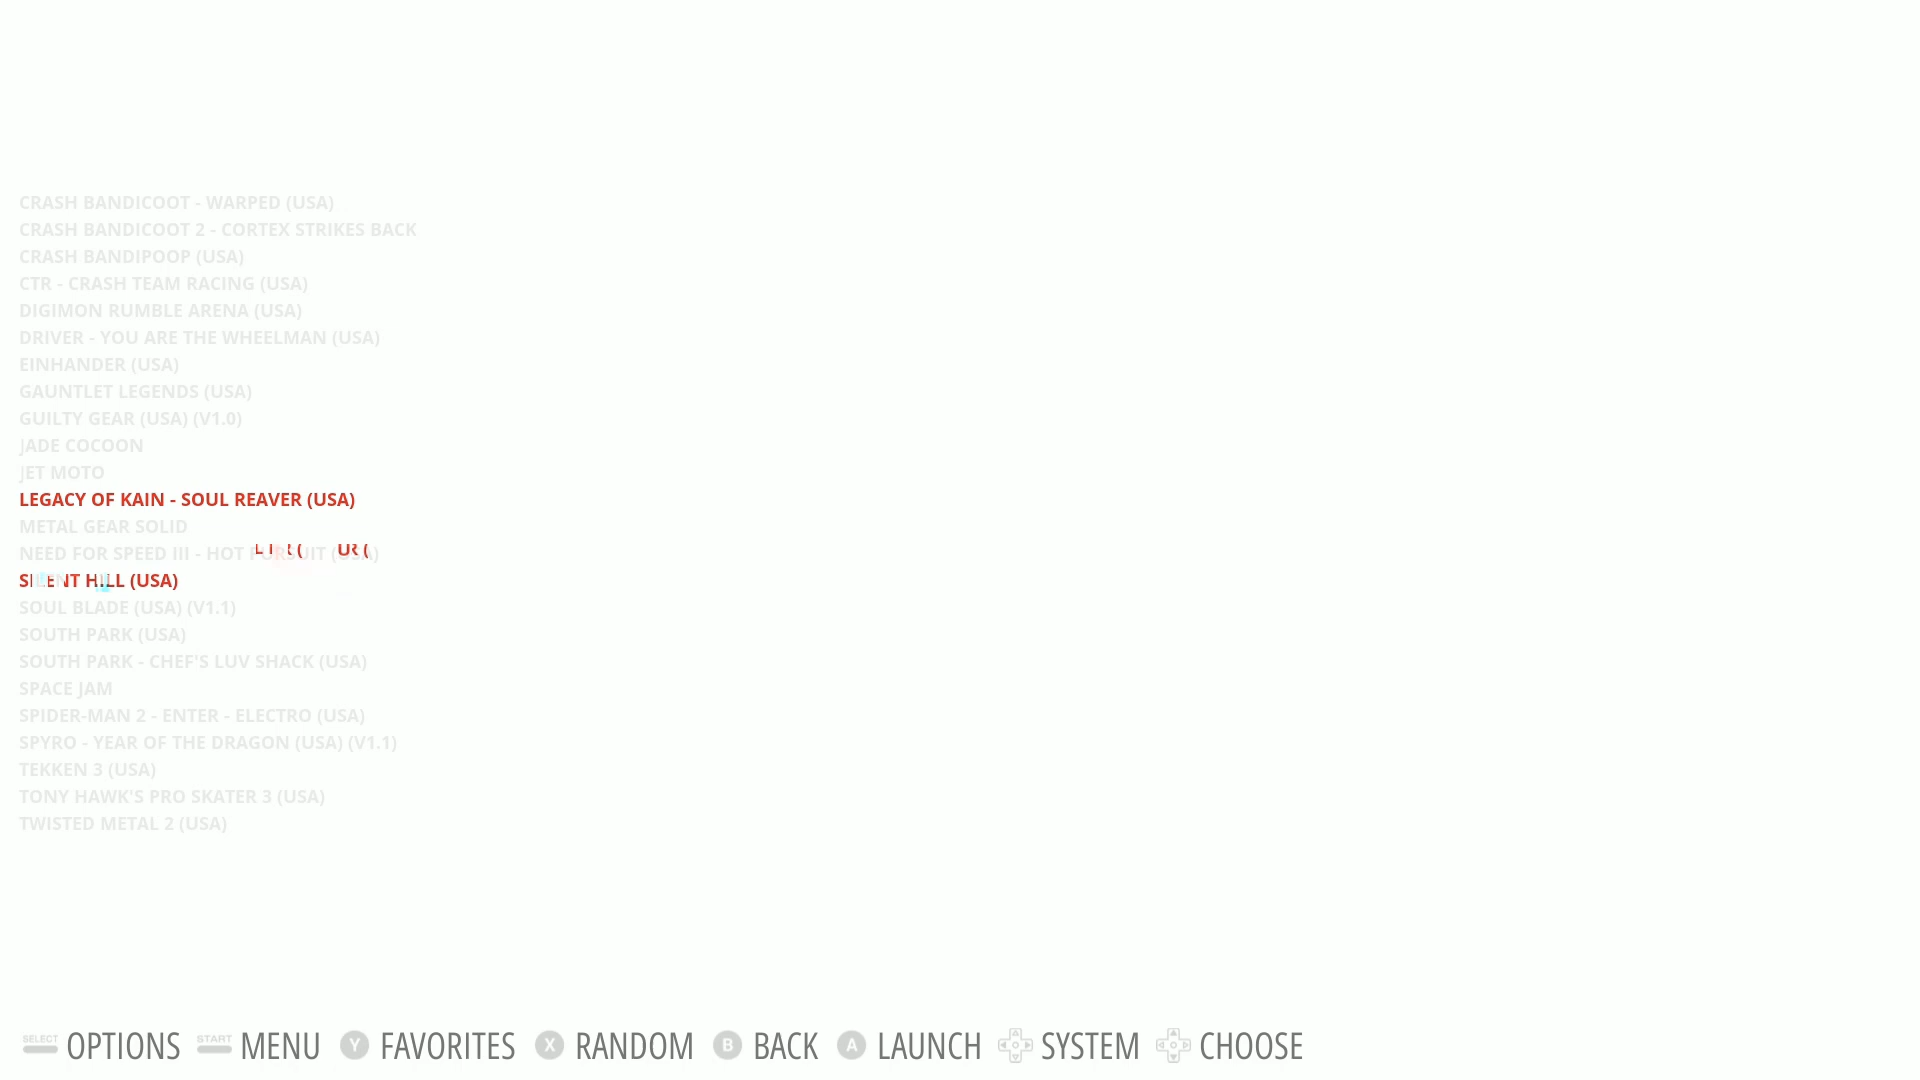 CRASH BANDICOOT - WARPED (USA)
CRASH BANDICOOT 2 - CORTEX STRIKES BACK
CRASH BANDIPOOP (USA)
CTR - CRASH TEAM RACING (USA)
DIGIMON RUMBLE ARENA (USA)
DRIVER - YOU ARE THE WHEELMAN (USA)
EINHANDER (USA)
GAUNTLET LEGENDS (USA)
GUILTY GEAR (USA) (V1.0)
JADE COCOON
JET MOTO
LEGACY OF KAIN - SOUL REAVER (USA)
METAL GEAR SOLID
NEED FOR SPEED III - HOT PURSUIT (USA)
SILENT HILL (USA)
SOUL BLADE (USA) (V1.1)
SOUTH PARK (USA)
SOUTH PARK - CHEF'S LUV SHACK (USA)
SPACE JAM
SPIDER-MAN 2 - ENTER - ELECTRO (USA)
SPYRO - YEAR OF THE DRAGON (USA) (V1.1)
TEKKEN 3 (USA)
TONY HAWK'S PRO SKATER 3 (USA)
TWISTED METAL 2 (USA)
SELECT OPTIONS START MENU Y FAVORITES X RANDOM B BACK A LAUNCH SYSTEM CHOOSE